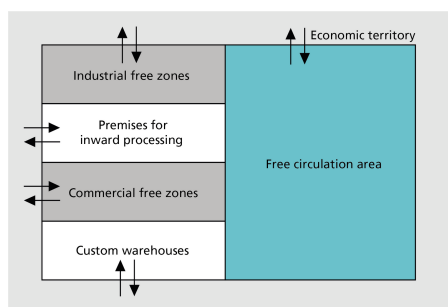 Economic territory
Industrial free zones
Premises for
inward processing
Free circulation area
Commercial free zones
Custom warehouses